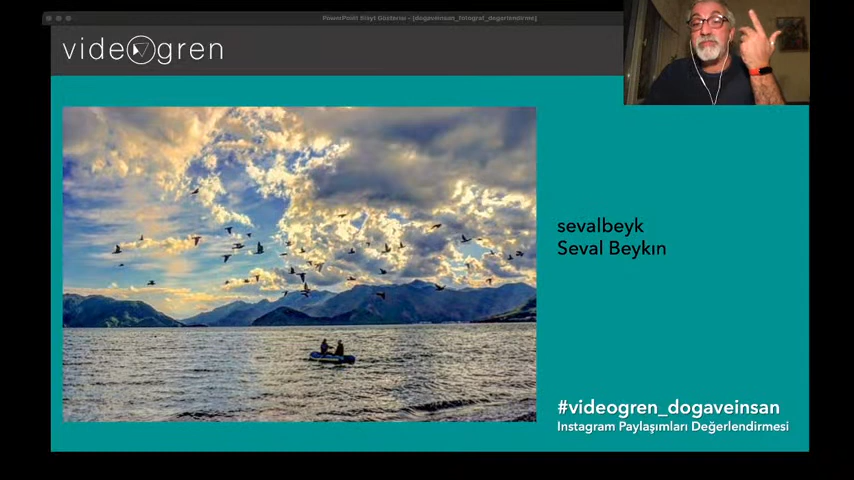 PowerPoint Slayt Gösterisi - [dogaveinsan_fotograf_degerlendirme]
videogren
sevalbeyk
Seval Beykın
#videogren_dogaveinsan
Instagram Paylaşımları Değerlendirmesi